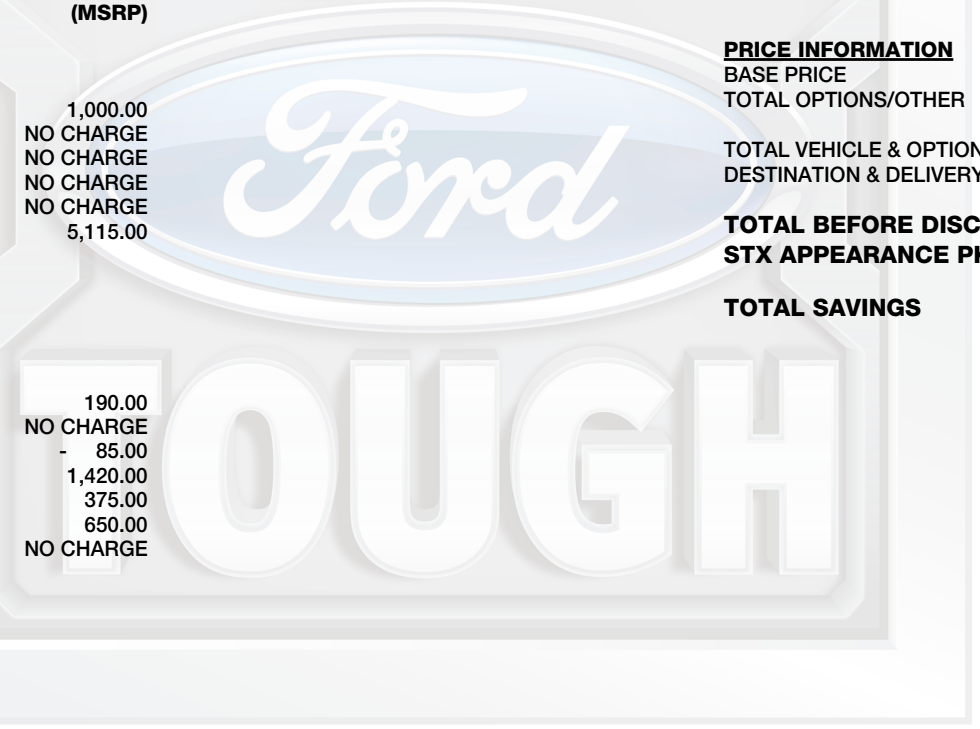 (MSRP)
1,000.00
NO CHARGE
NO CHARGE
NO CHARGE
NO CHARGE
5,115.00
190.00
NO CHARGE
- 85.00
1,420.00
375.00
650.00
NO CHARGE
PRICE INFORMATION
BASE PRICE
TOTAL OPTIONS/OTHER
TOTAL VEHICLE & OPTION
DESTINATION & DELIVERY
TOTAL BEFORE DISC
STX APPEARANCE PK
TOTAL SAVINGS
Ford
TOUGH